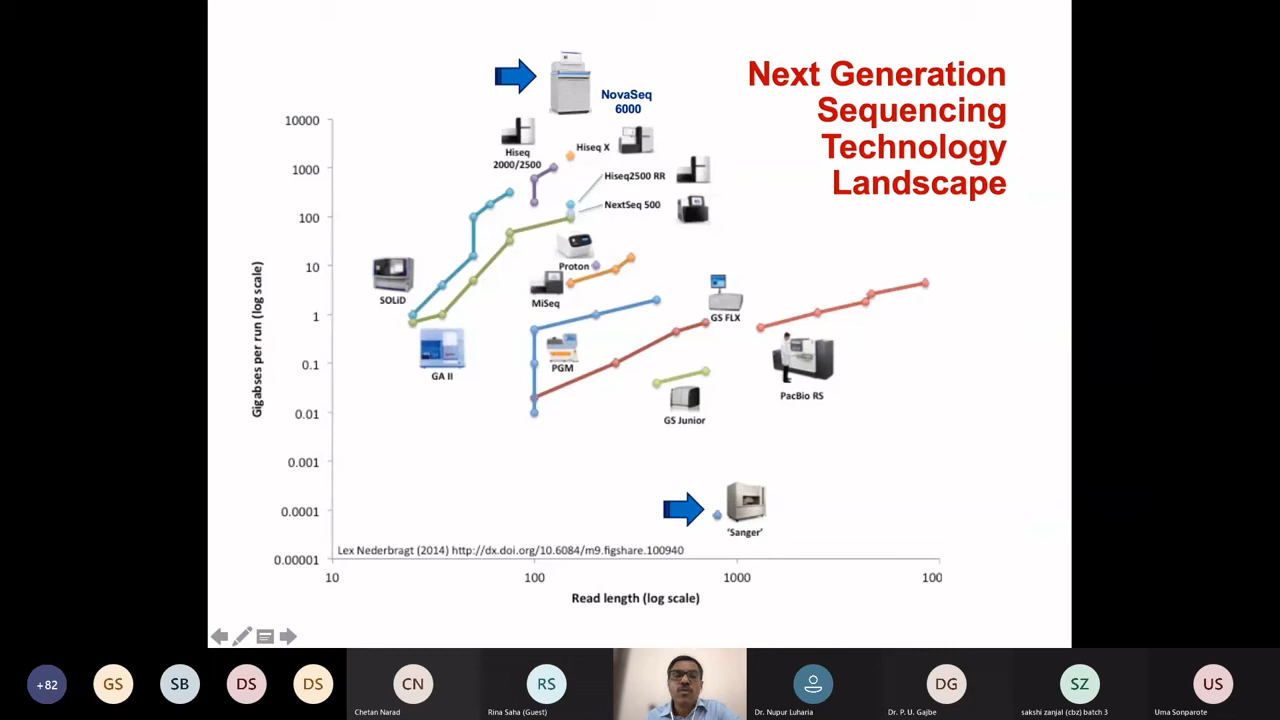 Next Generation
Sequencing
Technology
Landscape
NovaSeq
6000
Hiseq
2000/2500
Hiseq X
Hiseq2500 RR
NextSeq 500
Proton
MiSeq
SOLiD
GA II
PGM
GS FLX
GS Junior
PacBio RS
'Sanger'
Gigabses per run (log scale)
10000
1000
100
10
1
0.1
0.01
0.001
0.0001
0.00001
Lex Nederbragt (2014) http://dx.doi.org/10.6084/m9.figshare.100940
10
100
1000
100
Read length (log scale)
+82
GS
SB
DS
DS
CN
Chetan Narad
RS
Rina Saha (Guest)
Dr. Nupur Luharia
DG
Dr. P. U. Gajbe
SZ
sakshi zanjal (cbz) batch 3
US
Uma Sonparote